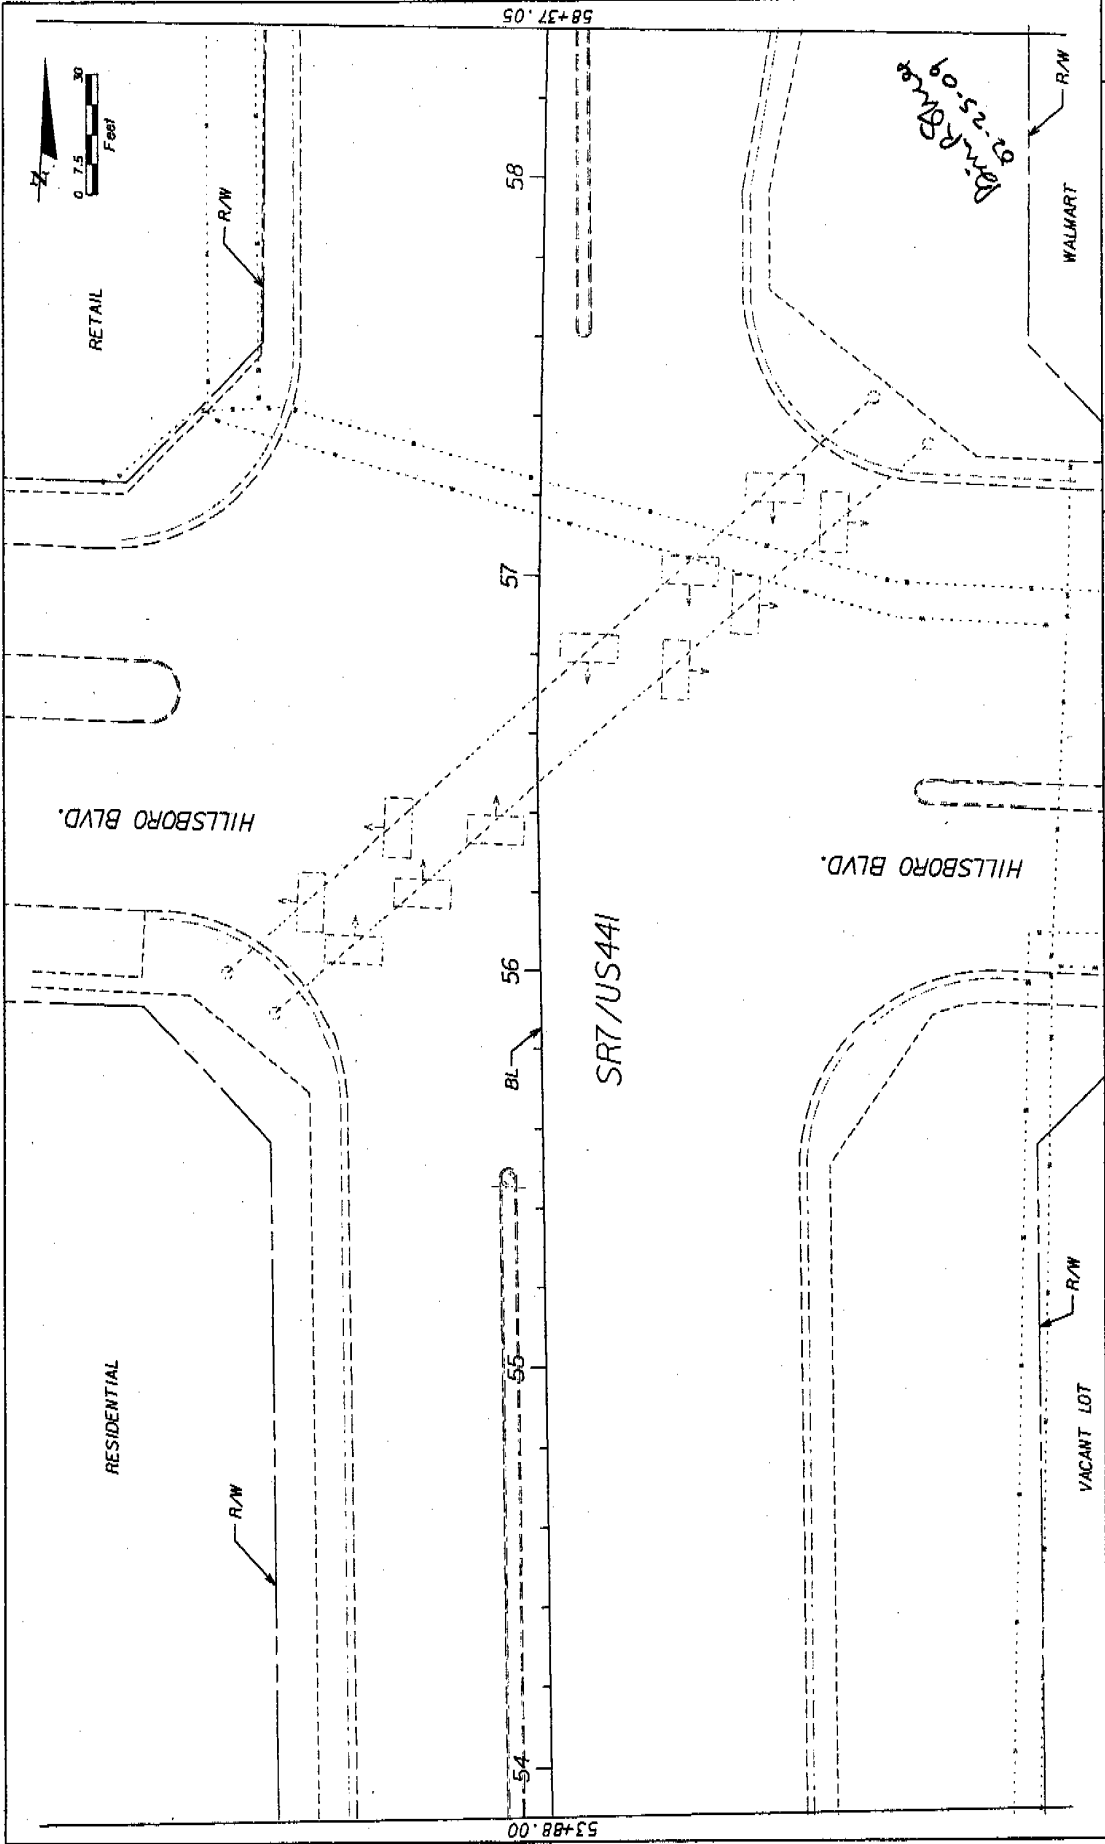 58+37.05
N
0 7.5 30
Feet
R/W
RETAIL
58
02-25-09
R/W
WALMART
57
HILLSBORO BLVD.
HILLSBORO BLVD.
56
BL
SR7/US441
RESIDENTIAL
R/W
55
R/W
VACANT LOT
54
53+88.00